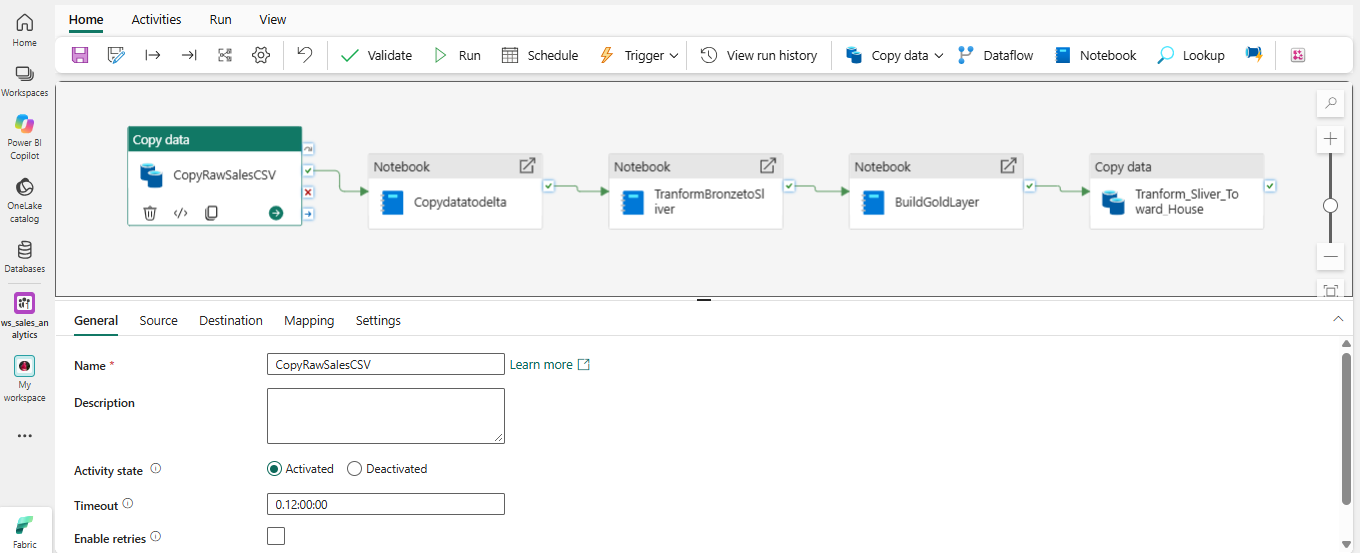 Home
Activities
Run
View
Validate
Run
Schedule
Trigger
View run history
Copy data
Dataflow
Notebook
Lookup
Home
Workspaces
Power BI
Copilot
OneLake
catalog
Databases
ws_sales_an
alytics
My
workspace
Fabric
Copy data
CopyRawSalesCSV
Notebook
Copydatatodelta
Notebook
TranformBronzetoSl
iver
Notebook
BuildGoldLayer
Copy data
Tranform_Sliver_To
ward_House
General
Source
Destination
Mapping
Settings
Name *
CopyRawSalesCSV
Learn more
Description
Activity state
Activated
Deactivated
Timeout
0.12:00:00
Enable retries